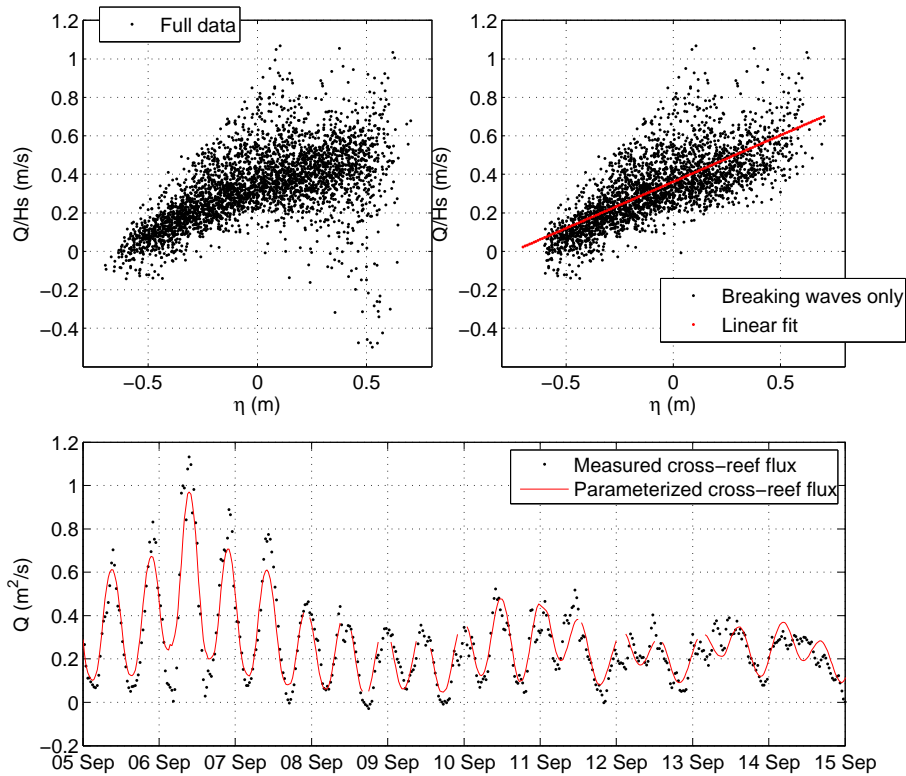 1.2
1
0.8
0.6
0.4
0.2
0
−0.2
−0.4
Q/Hs (m/s)
Full data
−0.5
0
0.5
η (m)
1.2
1
0.8
0.6
0.4
0.2
0
−0.2
−0.4
Q/Hs (m/s)
Breaking waves only
Linear fit
−0.5
0
0.5
η (m)
1.2
1
0.8
0.6
0.4
0.2
0
−0.2
Q (m²/s)
Measured cross−reef flux
Parameterized cross−reef flux
05 Sep 06 Sep 07 Sep 08 Sep 09 Sep 10 Sep 11 Sep 12 Sep 13 Sep 14 Sep 15 Sep